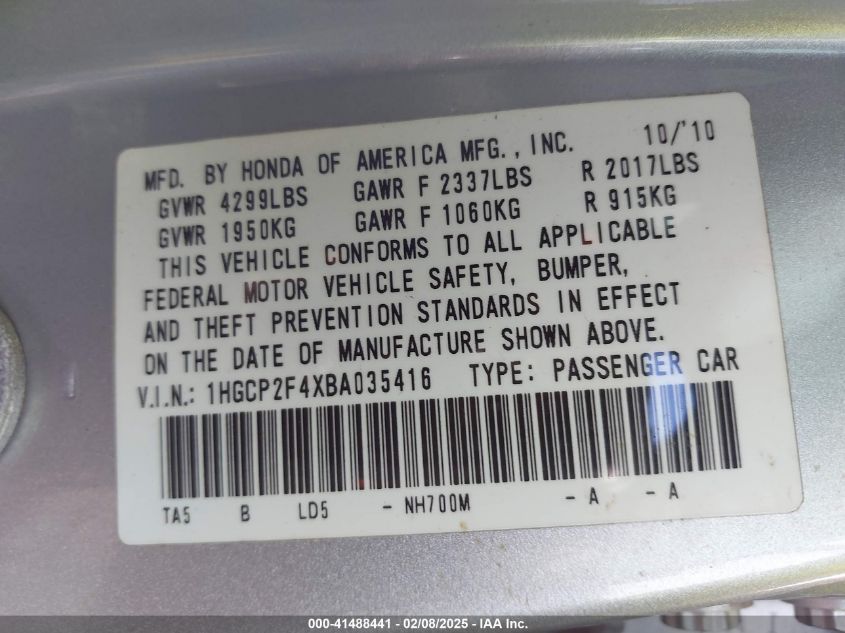 MFD. BY HONDA OF AMERICA MFG., INC. 10/'10
GVWR 4299LBS GAWR F 2337LBS R 2017LBS
GVWR 1950KG GAWR F 1060KG R 915KG
THIS VEHICLE CONFORMS TO ALL APPLICABLE
FEDERAL MOTOR VEHICLE SAFETY, BUMPER,
AND THEFT PREVENTION STANDARDS IN EFFECT
ON THE DATE OF MANUFACTURE SHOWN ABOVE.
V.I.N.: 1HGCP2F4XBA035416 TYPE: PASSENGER CAR
TA5 B LD5 - NH700M - A - A
000-41488441 - 02/08/2025 - IAA Inc.